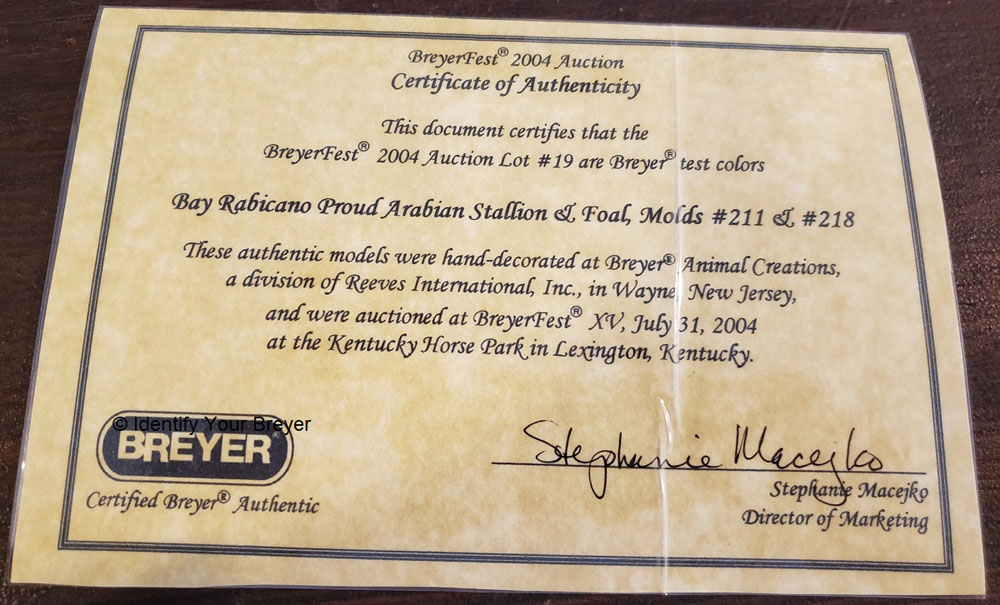 BreyerFest® 2004 Auction
Certificate of Authenticity
This document certifies that the
BreyerFest® 2004 Auction Lot #19 are Breyer® test colors
Bay Rabicano Proud Arabian Stallion & Foal, Molds #211 & #218
These authentic models were hand-decorated at Breyer® Animal Creations,
a division of Reeves International, Inc., in Wayne, New Jersey,
and were auctioned at BreyerFest® XV, July 31, 2004
at the Kentucky Horse Park in Lexington, Kentucky.
© Identify Your Breyer
BREYER®
Certified Breyer® Authentic
Stephanie Macejko
Stephanie Macejko
Director of Marketing